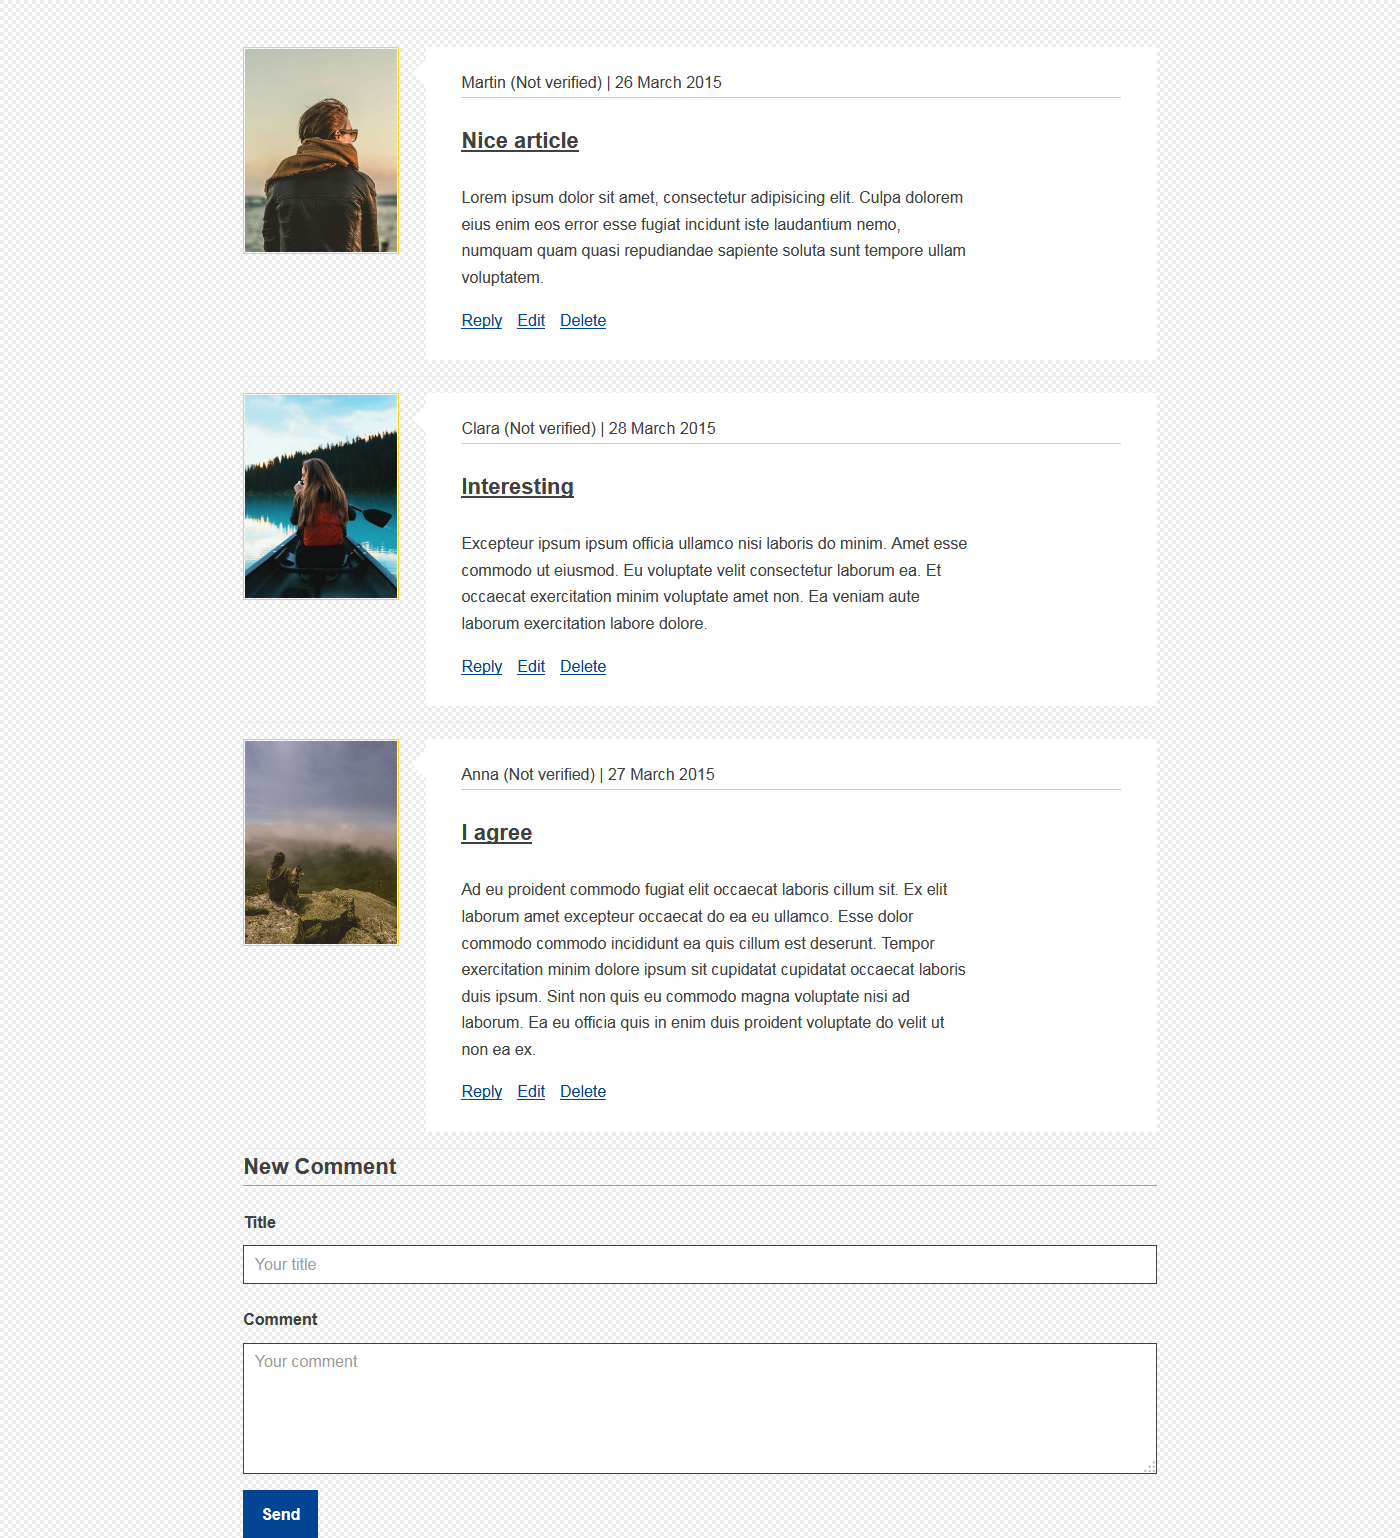 Martin (Not verified) | 26 March 2015
Nice article
Lorem ipsum dolor sit amet, consectetur adipisicing elit. Culpa dolorem
eius enim eos error esse fugiat incidunt iste laudantium nemo,
numquam quam quasi repudiandae sapiente soluta sunt tempore ullam
voluptatem.
Reply Edit Delete
Clara (Not verified) | 28 March 2015
Interesting
Excepteur ipsum ipsum officia ullamco nisi laboris do minim. Amet esse
commodo ut eiusmod. Eu voluptate velit consectetur laborum ea. Et
occaecat exercitation minim voluptate amet non. Ea veniam aute
laborum exercitation labore dolore.
Reply Edit Delete
Anna (Not verified) | 27 March 2015
I agree
Ad eu proident commodo fugiat elit occaecat laboris cillum sit. Ex elit
laborum amet excepteur occaecat do ea eu ullamco. Esse dolor
commodo commodo incididunt ea quis cillum est deserunt. Tempor
exercitation minim dolore ipsum sit cupidatat cupidatat occaecat laboris
duis ipsum. Sint non quis eu commodo magna voluptate nisi ad
laborum. Ea eu officia quis in enim duis proident voluptate do velit ut
non ea ex.
Reply Edit Delete
New Comment
Title
Your title
Comment
Your comment
Send